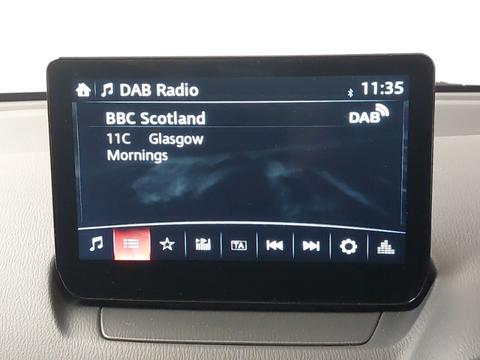 DAB Radio 11:35
BBC Scotland DAB
11C Glasgow
Mornings
TA